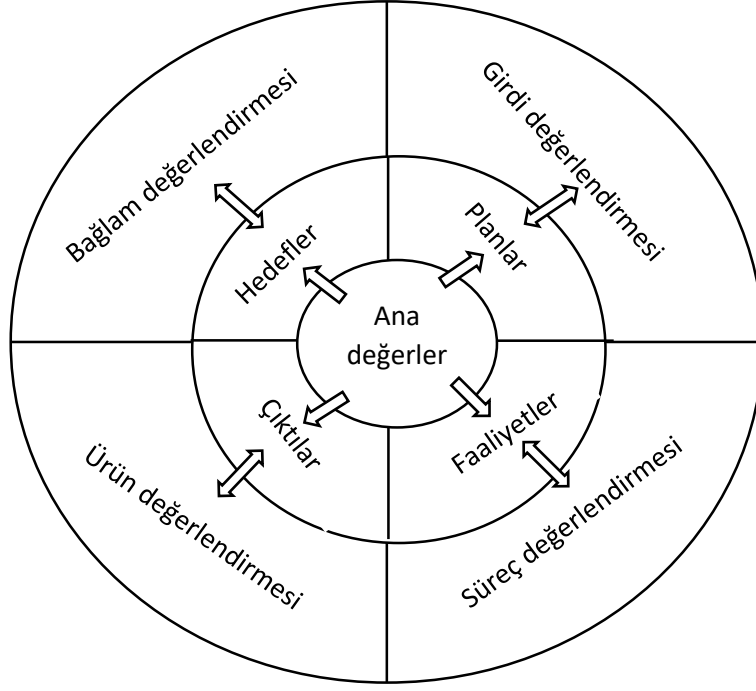 Bağlam değerlendirmesi
Girdi değerlendirmesi
Hedefler
Planlar
Ana
değerler
Çıktılar
Faaliyetler
Ürün değerlendirmesi
Süreç değerlendirmesi